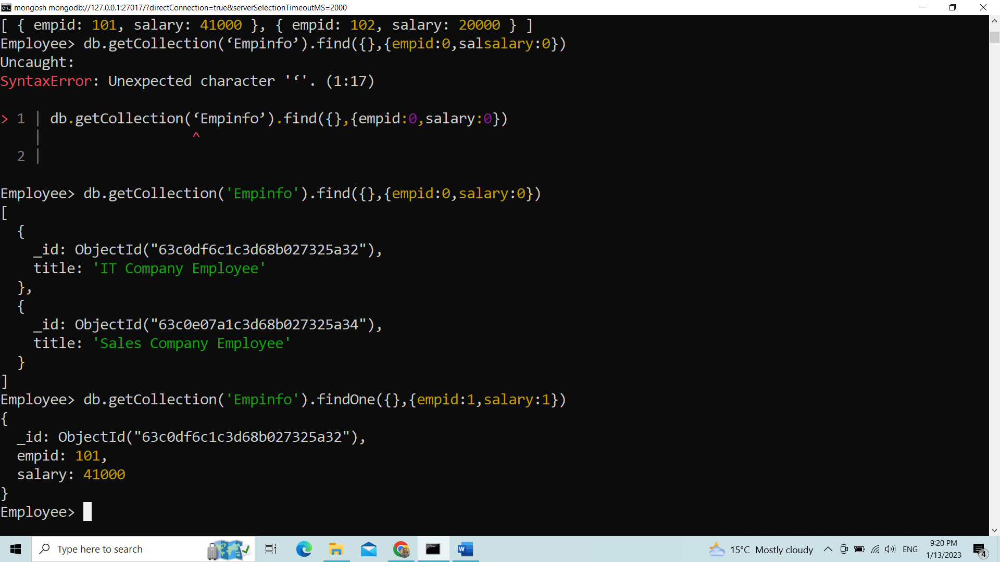 mongosh mongodb://127.0.0.1:27017/?directConnection=true&serverSelectionTimeoutMS=2000
[ { empid: 101, salary: 41000 }, { empid: 102, salary: 20000 } ]
Employee> db.getCollection(‘Empinfo’).find({},{empid:0,salsalary:0})
Uncaught:
SyntaxError: Unexpected character '‘'. (1:17)
> 1 | db.getCollection(‘Empinfo’).find({},{empid:0,salary:0})
|                  ^
2 |
Employee> db.getCollection('Empinfo').find({},{empid:0,salary:0})
[
{
_id: ObjectId("63c0df6c1c3d68b027325a32"),
title: 'IT Company Employee'
},
{
_id: ObjectId("63c0e07a1c3d68b027325a34"),
title: 'Sales Company Employee'
}
]
Employee> db.getCollection('Empinfo').findOne({},{empid:1,salary:1})
{
_id: ObjectId("63c0df6c1c3d68b027325a32"),
empid: 101,
salary: 41000
}
Employee>
Type here to search
15°C Mostly cloudy
ENG
9:20 PM
1/13/2023
4